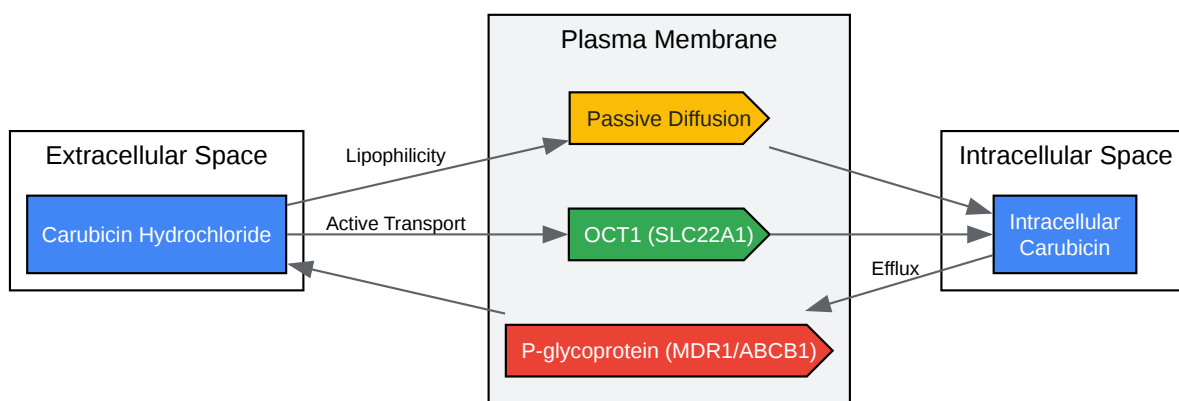 Plasma Membrane
Extracellular Space
Carubicin Hydrochloride
Lipophilicity
Active Transport
Passive Diffusion
OCT1 (SLC22A1)
P-glycoprotein (MDR1/ABCB1)
Efflux
Intracellular Space
Intracellular
Carubicin